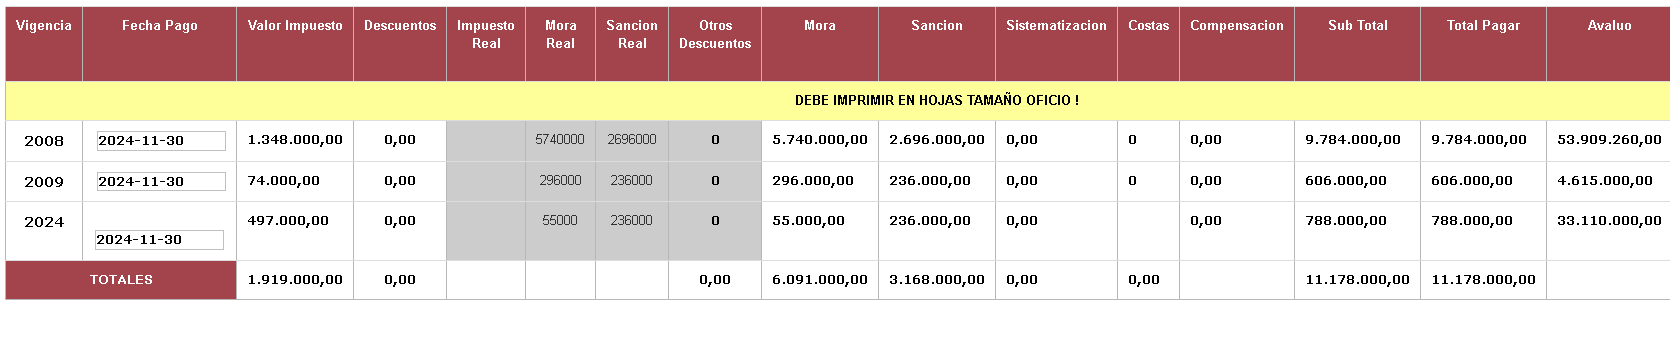 Vigencia Fecha Pago Valor Impuesto Descuentos Impuesto Real Mora Real Sancion Real Otros Descuentos Mora Sancion Sistematizacion Costas Compensacion Sub Total Total Pagar Avaluo
DEBE IMPRIMIR EN HOJAS TAMAÑO OFICIO !
2008 2024-11-30 1.348.000,00 0,00 5740000 2696000 0 5.740.000,00 2.696.000,00 0,00 0 0,00 9.784.000,00 9.784.000,00 53.909.260,00
2009 2024-11-30 74.000,00 0,00 296000 236000 0 296.000,00 236.000,00 0,00 0 0,00 606.000,00 606.000,00 4.615.000,00
2024 2024-11-30 497.000,00 0,00 55000 236000 0 55.000,00 236.000,00 0,00 0,00 788.000,00 788.000,00 33.110.000,00
TOTALES 1.919.000,00 0,00 0,00 6.091.000,00 3.168.000,00 0,00 0,00 11.178.000,00 11.178.000,00